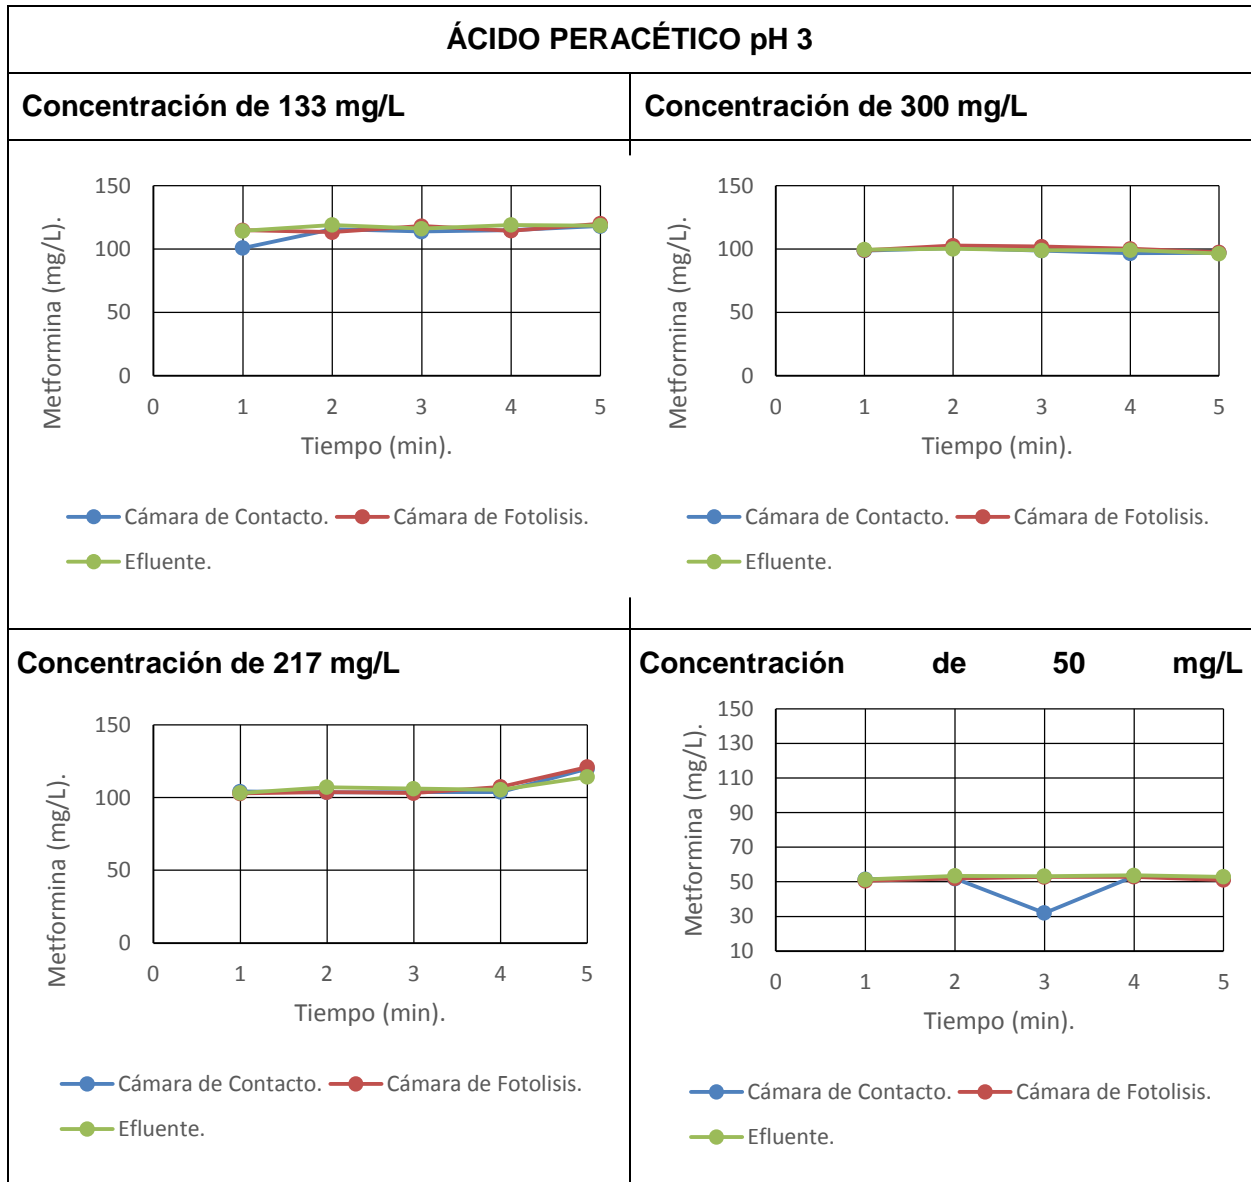 ÁCIDO PERACÉTICO pH 3
Concentración de 133 mg/L
Concentración de 300 mg/L
150
100
50
0
Metformina (mg/L).
0 1 2 3 4 5
Tiempo (min).
Cámara de Contacto. Cámara de Fotolisis.
Efluente.
150
100
50
0
Metformina (mg/L).
0 1 2 3 4 5
Tiempo (min).
Cámara de Contacto. Cámara de Fotolisis.
Efluente.
Concentración de 217 mg/L
Concentración de 50 mg/L
150
100
50
0
Metformina (mg/L).
0 1 2 3 4 5
Tiempo (min).
Cámara de Contacto. Cámara de Fotolisis.
Efluente.
150
130
110
90
70
50
30
10
Metformina (mg/L).
0 1 2 3 4 5
Tiempo (min).
Cámara de Contacto. Cámara de Fotolisis.
Efluente.